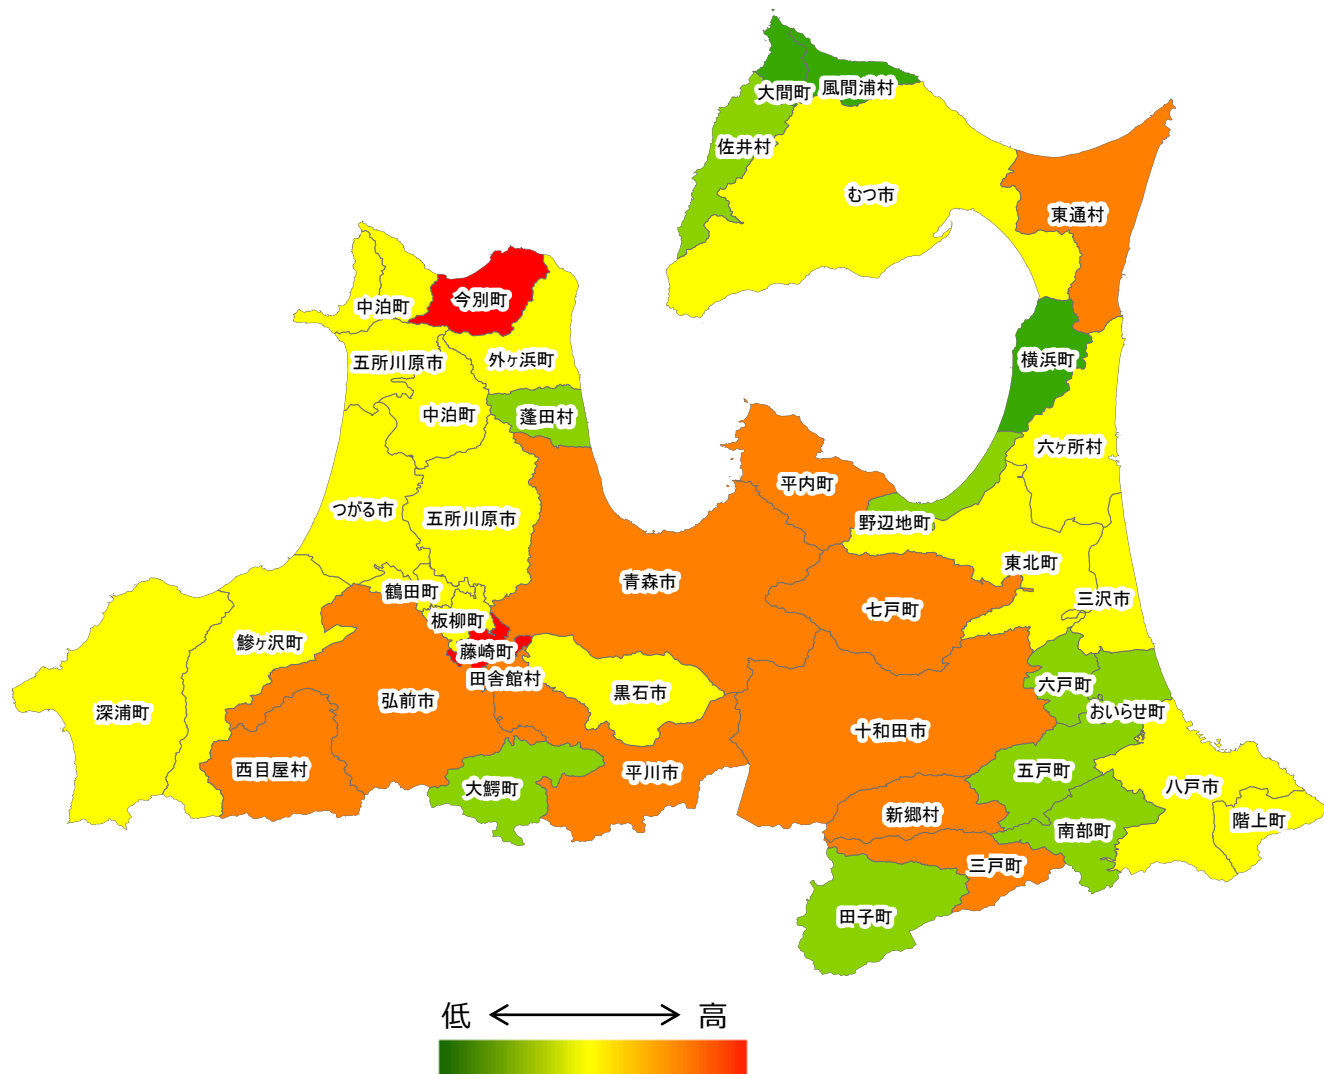 大間町
風間浦村
佐井村
むつ市
東通村
今別町
中泊町
横浜町
外ヶ浜町
五所川原市
中泊町
蓬田村
六ヶ所村
平内町
つがる市
五所川原市
野辺地町
東北町
青森市
鶴田町
三沢市
七戸町
板柳町
鰺ヶ沢町
藤崎町
田舎館村
六戸町
黒石市
弘前市
おいらせ町
深浦町
十和田市
西目屋村
平川市
五戸町
大鰐町
八戸市
新郷村
階上町
南部町
三戸町
田子町
低 高